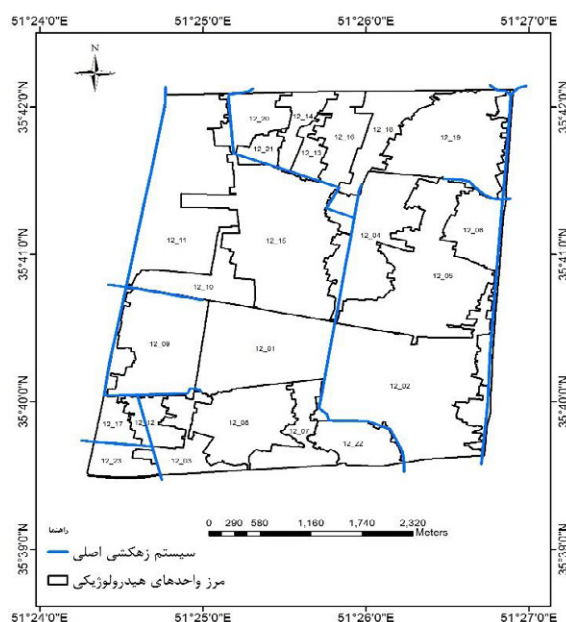 51°24'0"E 51°25'0"E 51°26'0"E 51°27'0"E
N
35°42'0"N 35°42'0"N
12_20 12_14 12_16 12_18 12_19
12_21 12_13
12_04 12_06
35°41'0"N 35°41'0"N
12_11 12_15
12_05
12_10
12_09 12_01
12_02
35°40'0"N 35°40'0"N
12_17 12_12 12_08 12_07
12_22
12_23 12_03
راهنما
سیستم زهکشی اصلی
مرز واحدهای هیدرولوژیکی
0 290 580 1,160 1,740 2,320
Meters
35°39'0"N 35°39'0"N
51°24'0"E 51°25'0"E 51°26'0"E 51°27'0"E